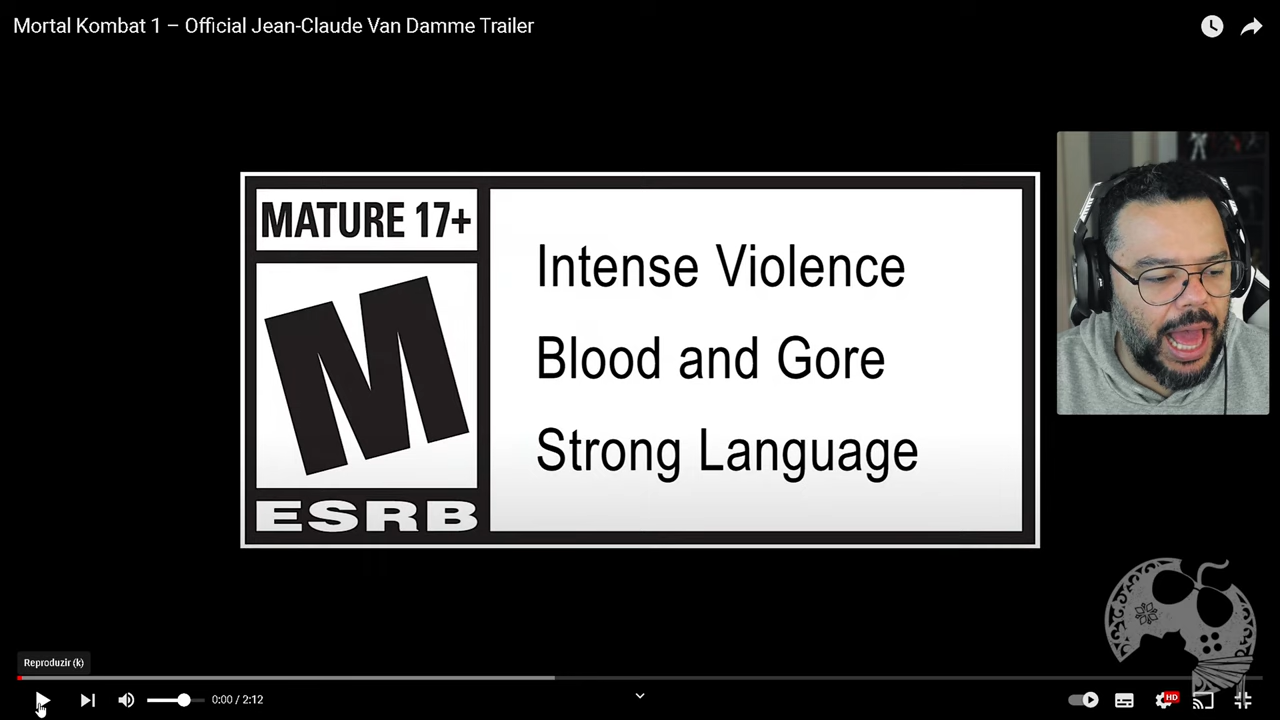 Mortal Kombat 1 – Official Jean-Claude Van Damme Trailer
MATURE 17+
M
ESRB
Intense Violence
Blood and Gore
Strong Language
Reproduzir (k)
0:00 / 2:12
HD